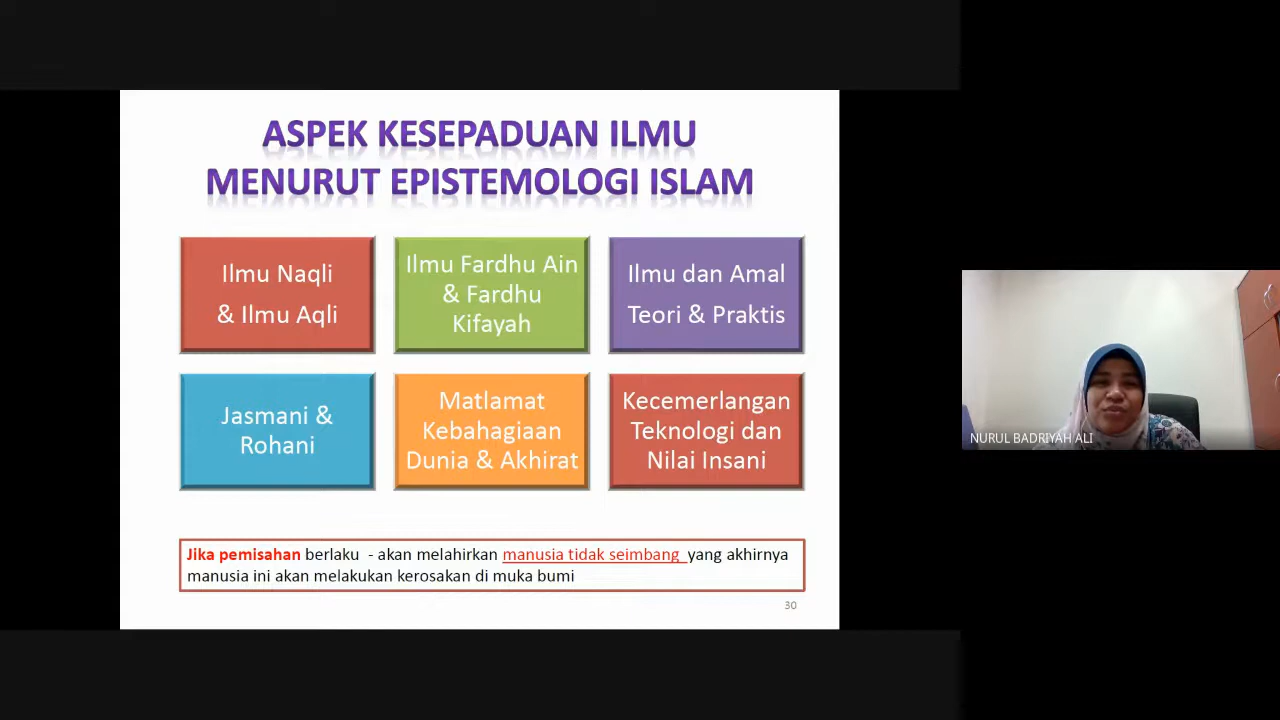 ASPEK KESEPADUAN ILMU
MENURUT EPISTEMOLOGI ISLAM
Ilmu Naqli
& Ilmu Aqli
Ilmu Fardhu Ain
& Fardhu
Kifayah
Ilmu dan Amal
Teori & Praktis
Jasmani &
Rohani
Matlamat
Kebahagiaan
Dunia & Akhirat
Kecemerlangan
Teknologi dan
Nilai Insani
Jika pemisahan berlaku - akan melahirkan manusia tidak seimbang yang akhirnya
manusia ini akan melakukan kerosakan di muka bumi
30
NURUL BADRIYAH ALI